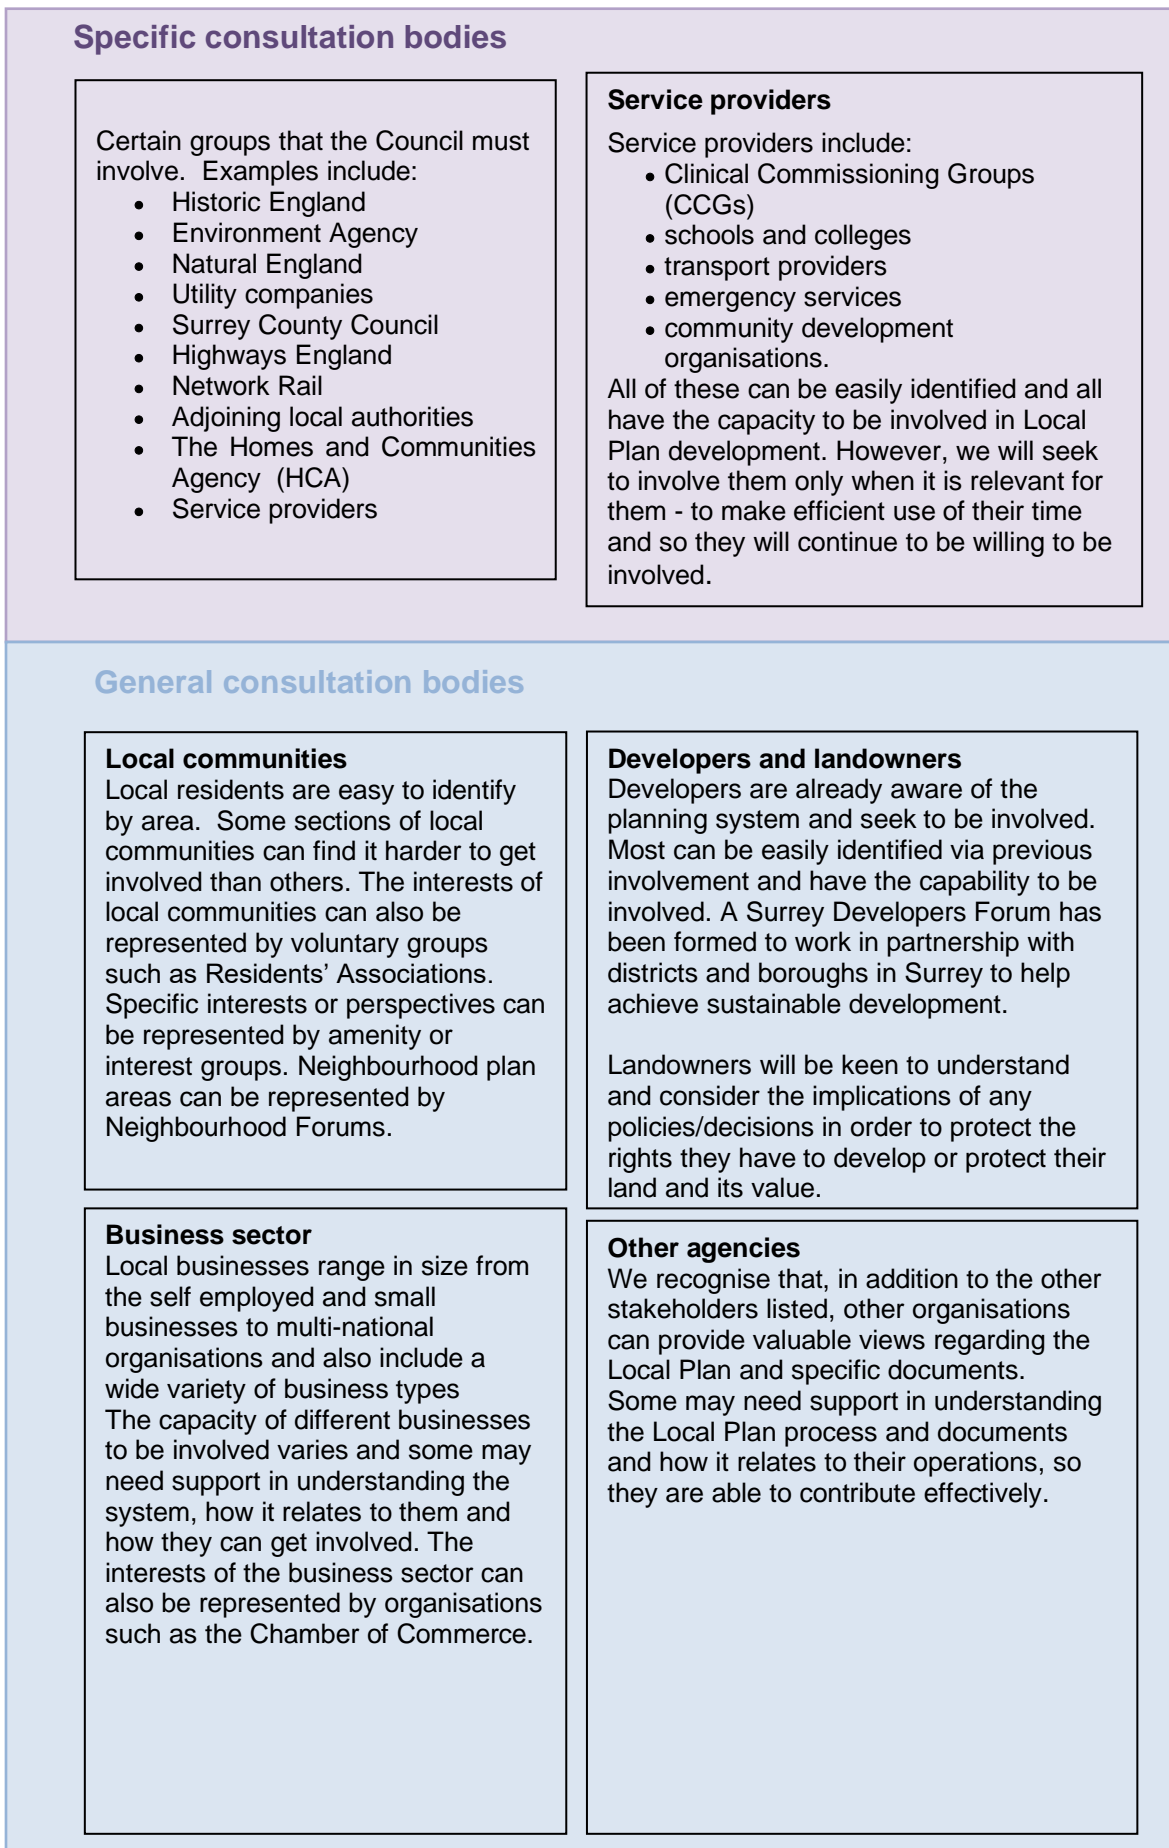 Specific consultation bodies
Certain groups that the Council must
involve.  Examples include:
• Historic England
• Environment Agency
• Natural England
• Utility companies
• Surrey County Council
• Highways England
• Network Rail
• Adjoining local authorities
• The Homes and Communities
Agency  (HCA)
• Service providers
Service providers
Service providers include:
• Clinical Commissioning Groups
(CCGs)
• schools and colleges
• transport providers
• emergency services
• community development
organisations.
All of these can be easily identified and all
have the capacity to be involved in Local
Plan development. However, we will seek
to involve them only when it is relevant for
them - to make efficient use of their time
and so they will continue to be willing to be
involved.
General consultation bodies
Local communities
Local residents are easy to identify
by area.  Some sections of local
communities can find it harder to get
involved than others. The interests of
local communities can also be
represented by voluntary groups
such as Residents’ Associations.
Specific interests or perspectives can
be represented by amenity or
interest groups. Neighbourhood plan
areas can be represented by
Neighbourhood Forums.
Developers and landowners
Developers are already aware of the
planning system and seek to be involved.
Most can be easily identified via previous
involvement and have the capability to be
involved. A Surrey Developers Forum has
been formed to work in partnership with
districts and boroughs in Surrey to help
achieve sustainable development.
Landowners will be keen to understand
and consider the implications of any
policies/decisions in order to protect the
rights they have to develop or protect their
land and its value.
Business sector
Local businesses range in size from
the self employed and small
businesses to multi-national
organisations and also include a
wide variety of business types
The capacity of different businesses
to be involved varies and some may
need support in understanding the
system, how it relates to them and
how they can get involved. The
interests of the business sector can
also be represented by organisations
such as the Chamber of Commerce.
Other agencies
We recognise that, in addition to the other
stakeholders listed, other organisations
can provide valuable views regarding the
Local Plan and specific documents.
Some may need support in understanding
the Local Plan process and documents
and how it relates to their operations, so
they are able to contribute effectively.